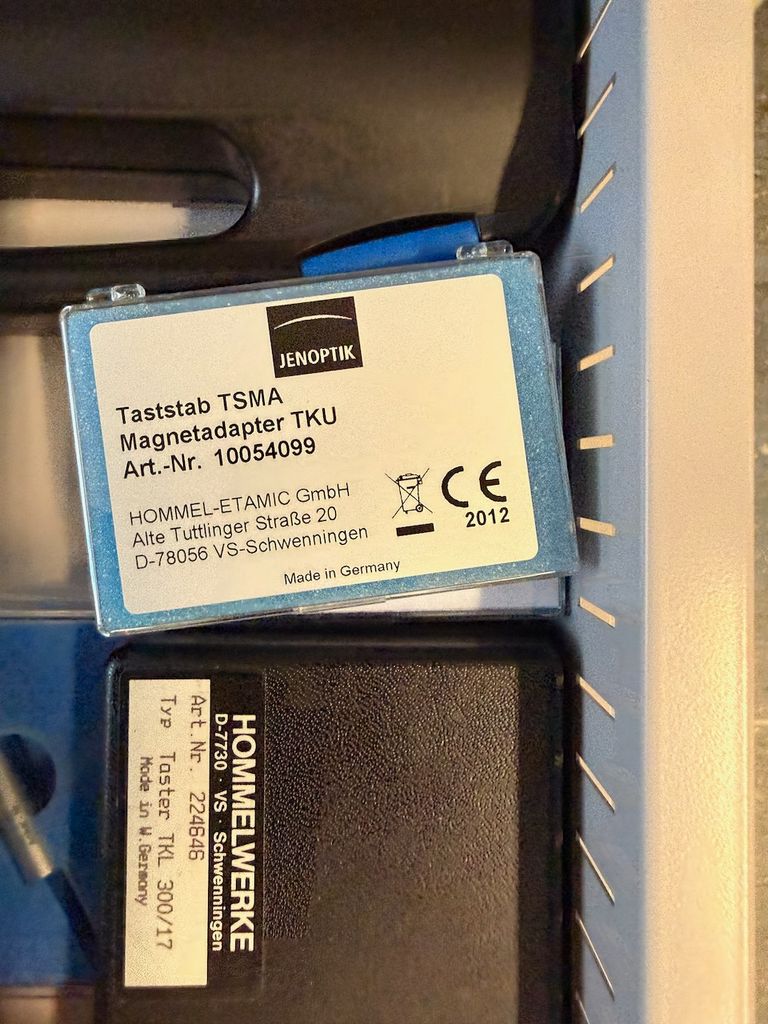 JENOPTIK
Taststab TSMA
Magnetadapter TKU
Art.-Nr. 10054099
HOMMEL-ETAMIC GmbH
Alte Tuttlinger Straße 20
D-78056 VS-Schwenningen
CE
2012
Made in Germany
HOMMELWERKE
D-7730 · VS · Schwenningen
Art.Nr. 224646
Typ Taster TKL 300/17
Made in W.Germany